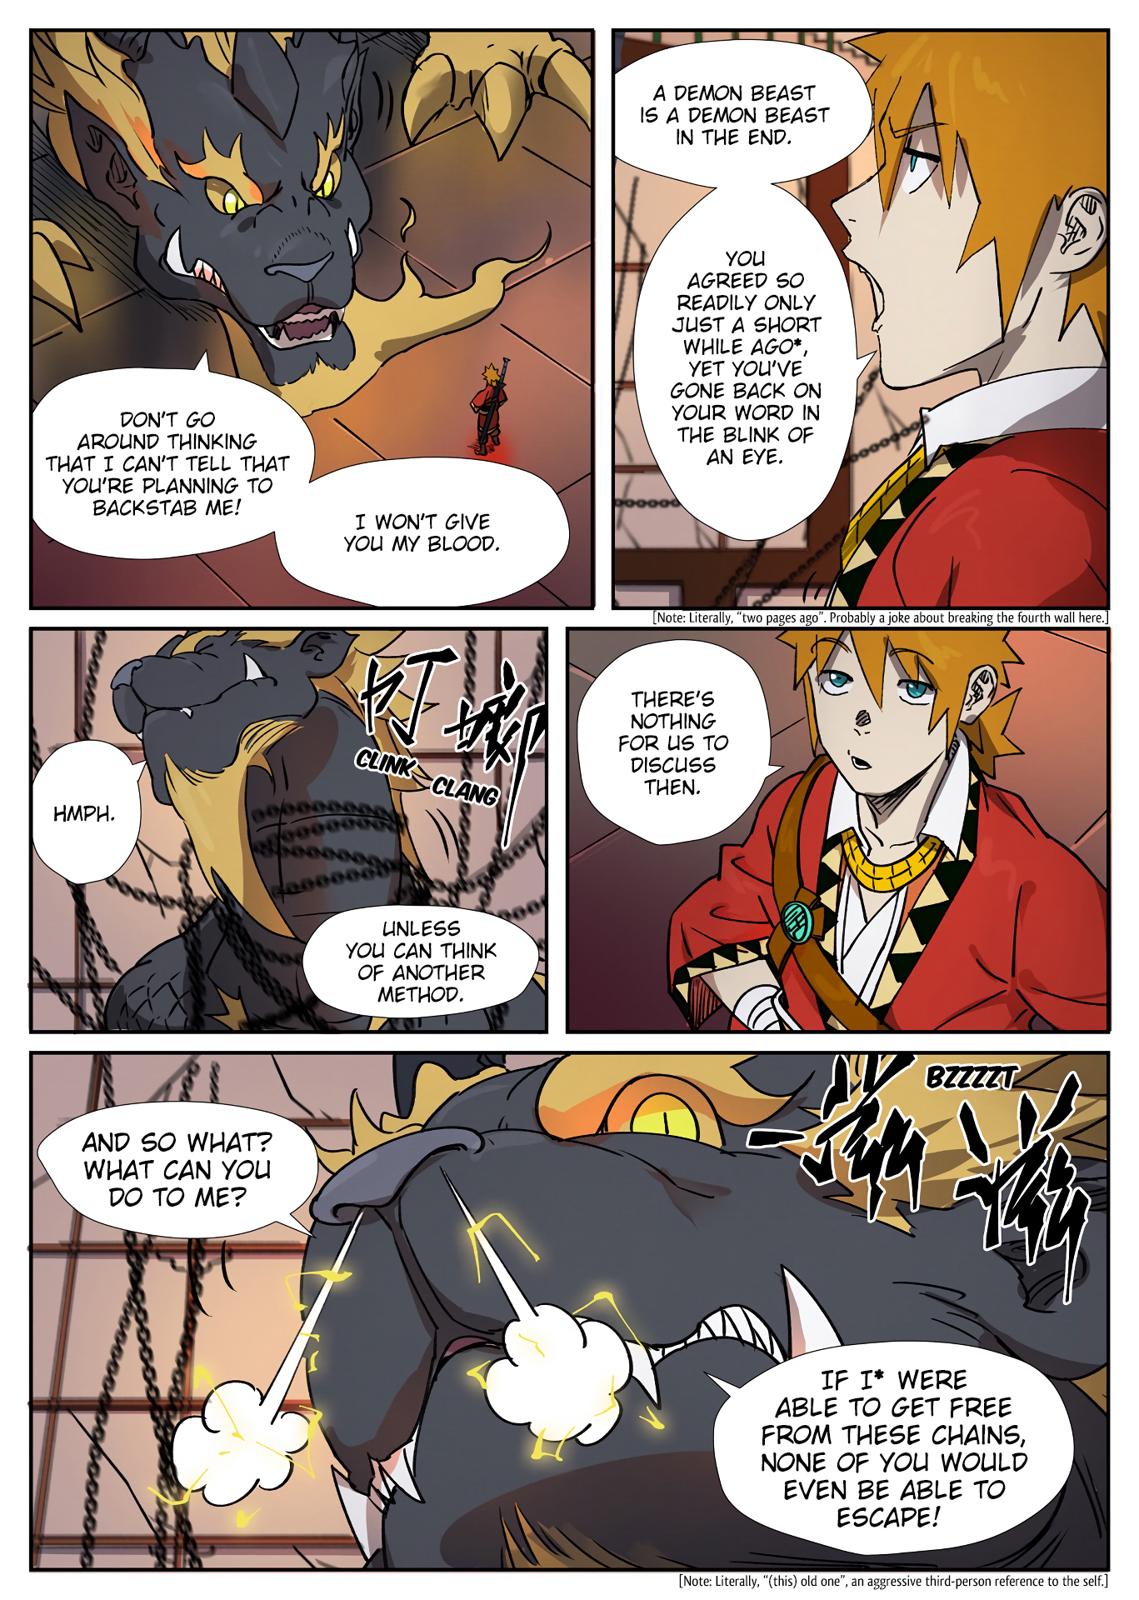 DON'T GO
AROUND THINKING
THAT I CAN'T TELL THAT
YOU'RE PLANNING TO
BACKSTAB ME!
I WON'T GIVE
YOU MY BLOOD.
A DEMON BEAST
IS A DEMON BEAST
IN THE END.
YOU
AGREED SO
READILY ONLY
JUST A SHORT
WHILE AGO*,
YET YOU'VE
GONE BACK ON
YOUR WORD IN
THE BLINK OF
AN EYE.
[Note: Literally, "two pages ago". Probably a joke about breaking the fourth wall here.]
HMPH.
CLINK
CLANG
UNLESS
YOU CAN THINK
OF ANOTHER
METHOD.
THERE'S
NOTHING
FOR US TO
DISCUSS
THEN.
AND SO WHAT?
WHAT CAN YOU
DO TO ME?
BZZZZT
IF I* WERE
ABLE TO GET FREE
FROM THESE CHAINS,
NONE OF YOU WOULD
EVEN BE ABLE TO
ESCAPE!
[Note: Literally, "(this) old one", an aggressive third-person reference to the self.]